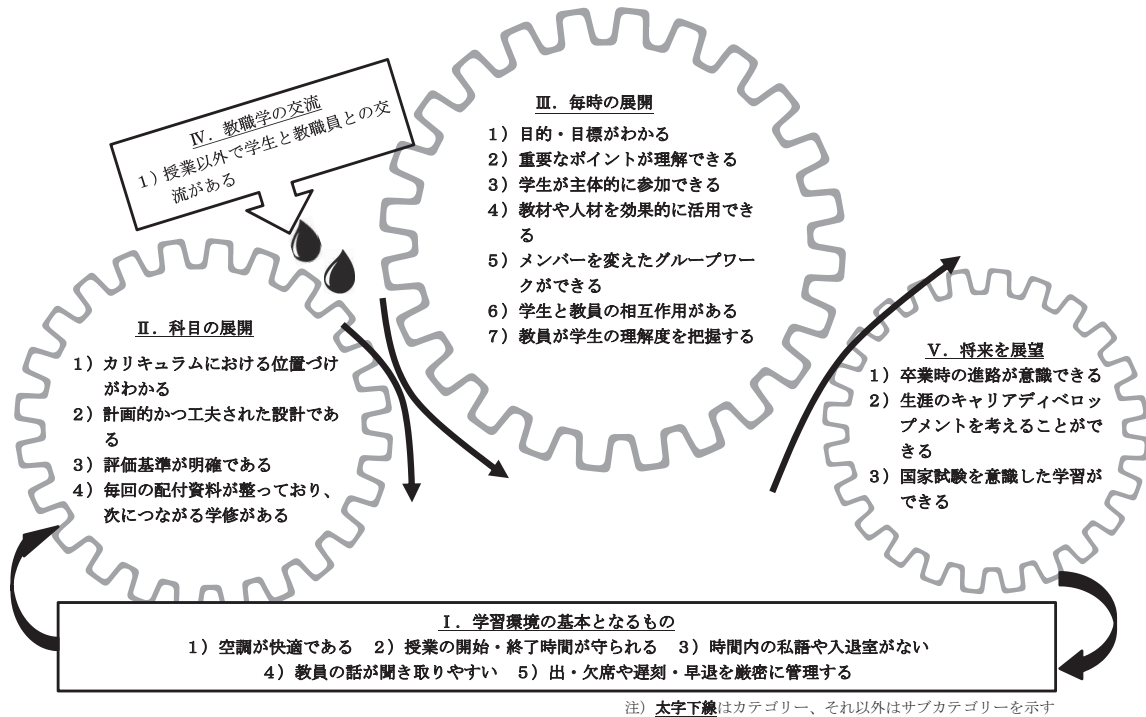 Ⅳ．教職学の交流
１）授業以外で学生と教職員との交
流がある
Ⅲ．毎時の展開
１）目的・目標がわかる
２）重要なポイントが理解できる
３）学生が主体的に参加できる
４）教材や人材を効果的に活用でき
る
５）メンバーを変えたグループワー
クができる
６）学生と教員の相互作用がある
７）教員が学生の理解度を把握する
Ⅱ．科目の展開
１）カリキュラムにおける位置づけ
がわかる
２）計画的かつ工夫された設計であ
る
３）評価基準が明確である
４）毎回の配付資料が整っており、
次につながる学修がある
Ⅴ．将来を展望
１）卒業時の進路が意識できる
２）生涯のキャリアディベロッ
プメントを考えることがで
きる
３）国家試験を意識した学習が
できる
Ⅰ．学習環境の基本となるもの
１）空調が快適である　２）授業の開始・終了時間が守られる　３）時間内の私語や入退室がない
４）教員の話が聞き取りやすい　５）出・欠席や遅刻・早退を厳密に管理する
注）太字下線はカテゴリー、それ以外はサブカテゴリーを示す